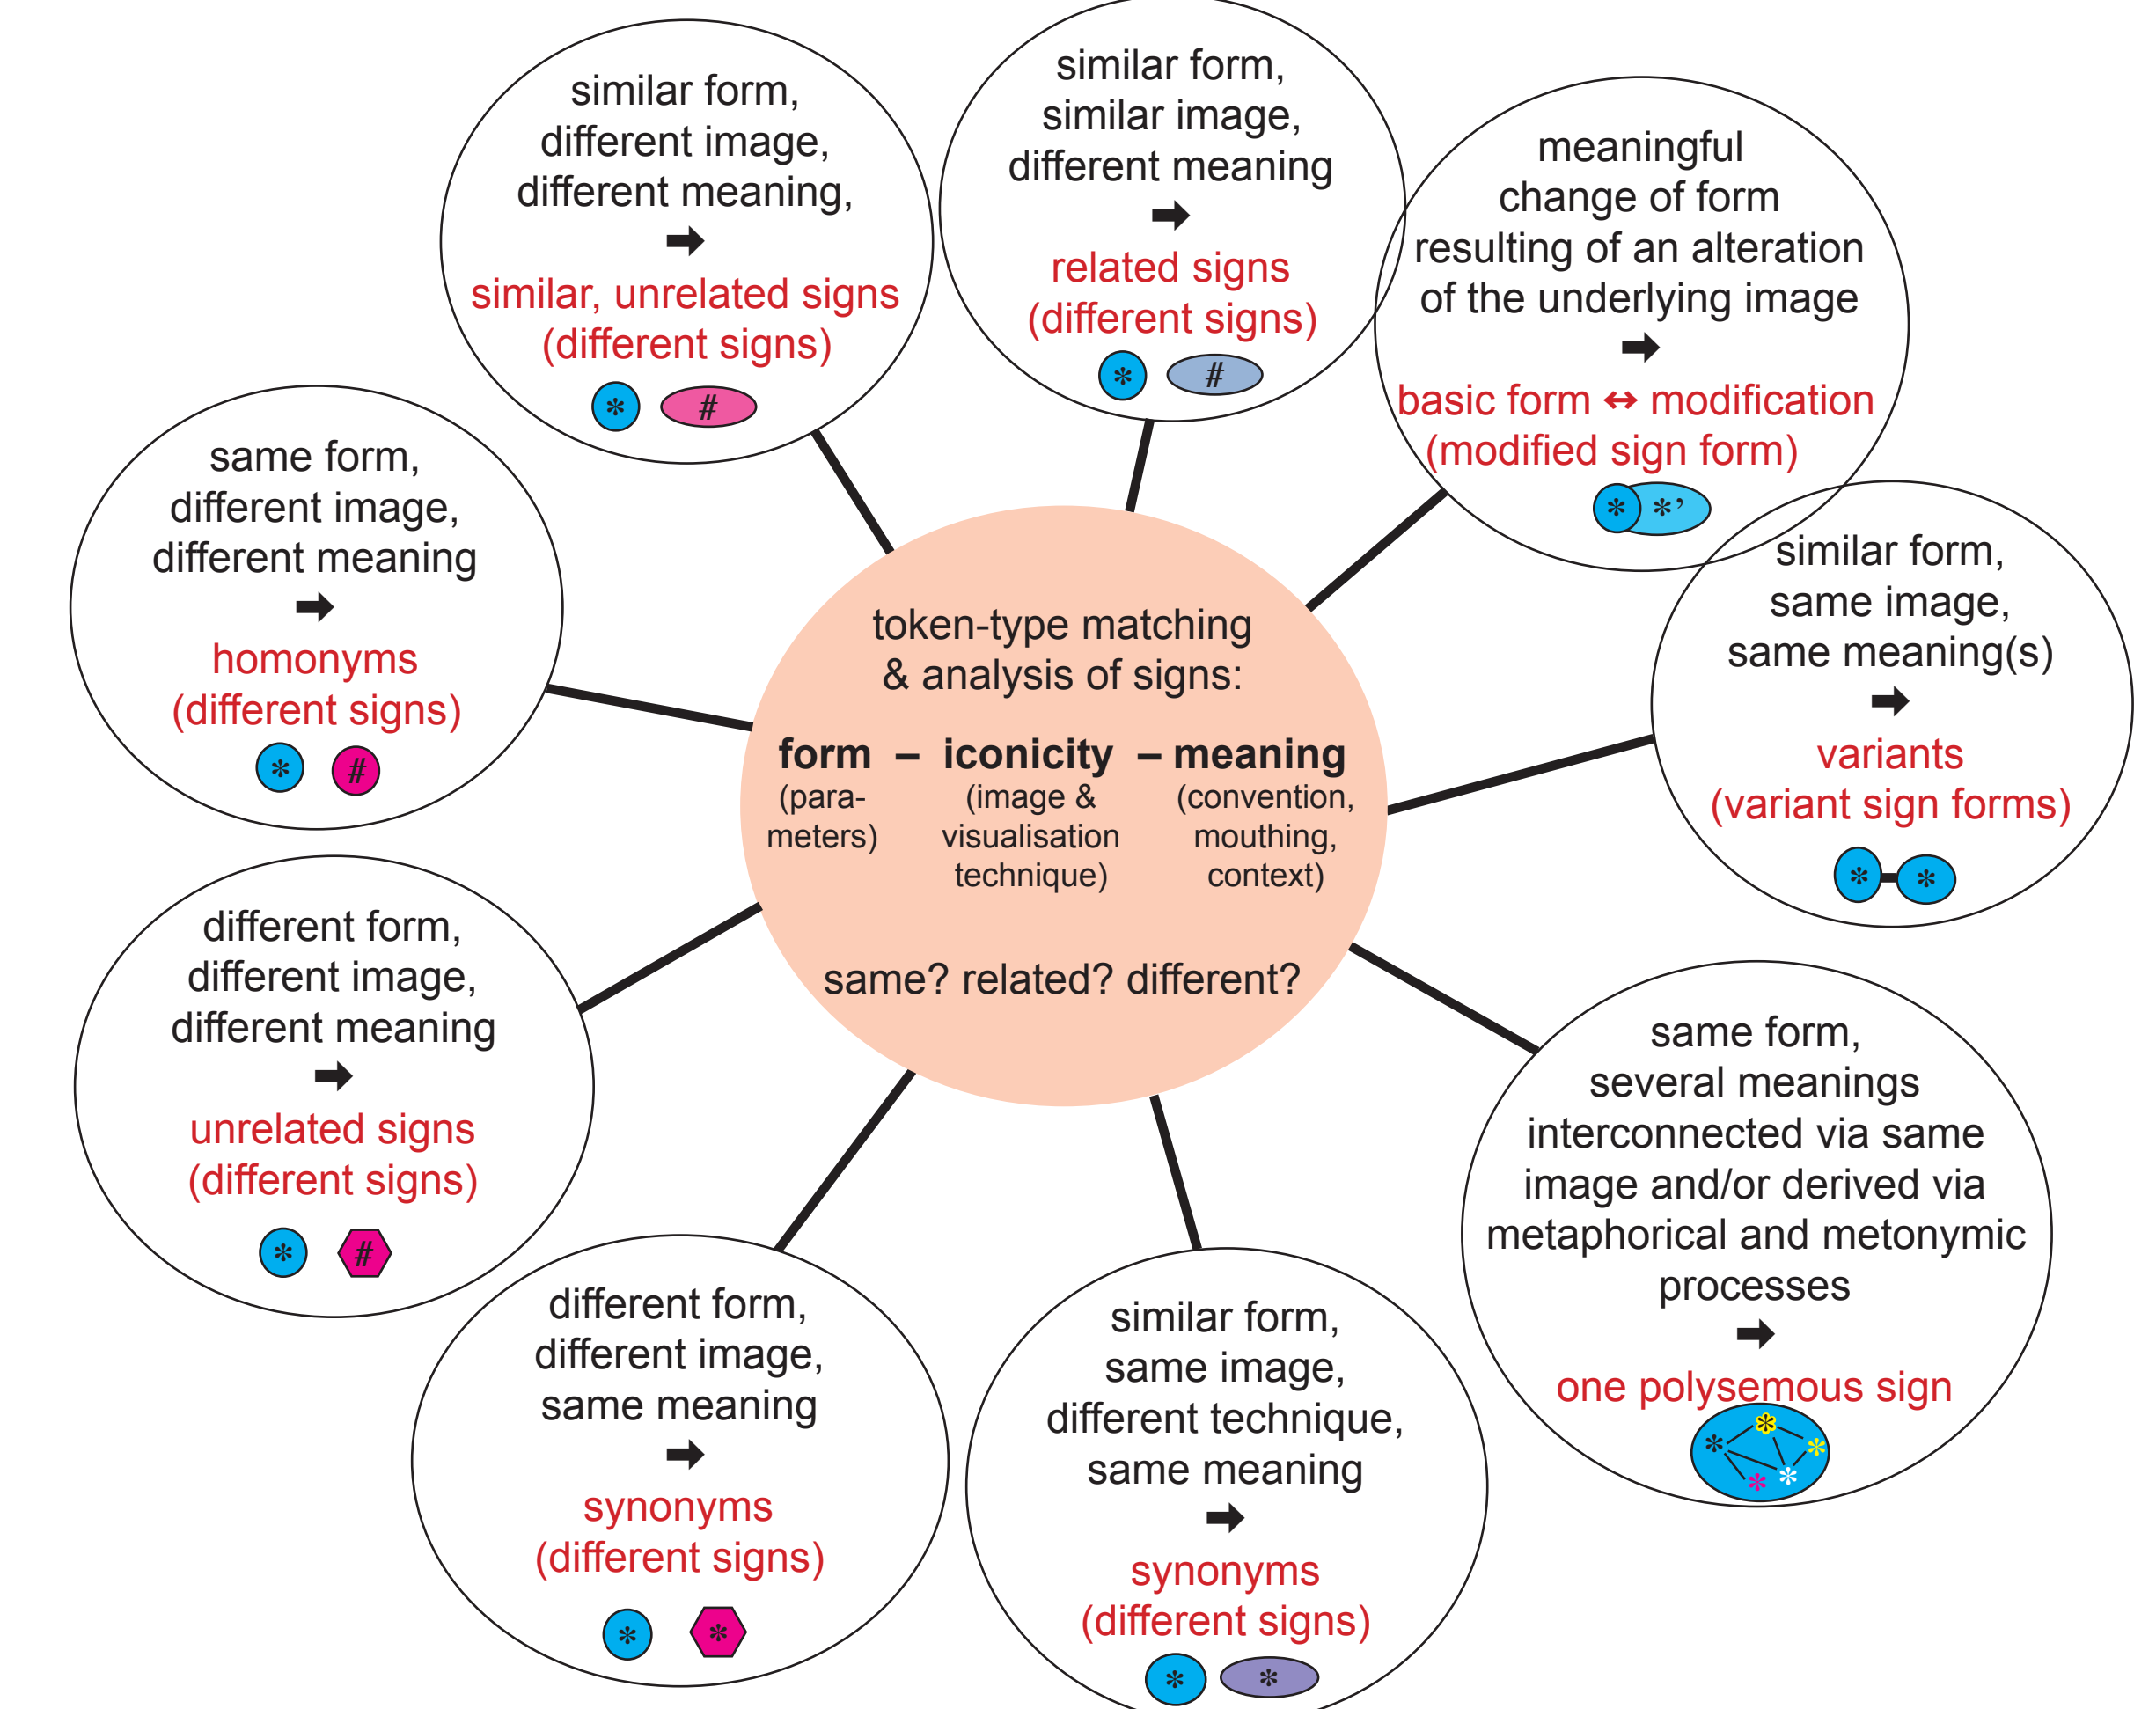 similar form,
different image,
different meaning,
➡
similar, unrelated signs
(different signs)
* #
similar form,
similar image,
different meaning
➡
related signs
(different signs)
* #
meaningful
change of form
resulting of an alteration
of the underlying image
➡
basic form ↔ modification
(modified sign form)
* *’
same form,
different image,
different meaning
➡
homonyms
(different signs)
* #
token-type matching
& analysis of signs:
form – iconicity – meaning
(para- (image & (convention,
meters) visualisation mouthing,
technique) context)
same? related? different?
similar form,
same image,
same meaning(s)
➡
variants
(variant sign forms)
* *
different form,
different image,
different meaning
➡
unrelated signs
(different signs)
* #
same form,
several meanings
interconnected via same
image and/or derived via
metaphorical and metonymic
processes
➡
one polysemous sign
* * * * *
different form,
different image,
same meaning
➡
synonyms
(different signs)
* *
similar form,
same image,
different technique,
same meaning
➡
synonyms
(different signs)
* *